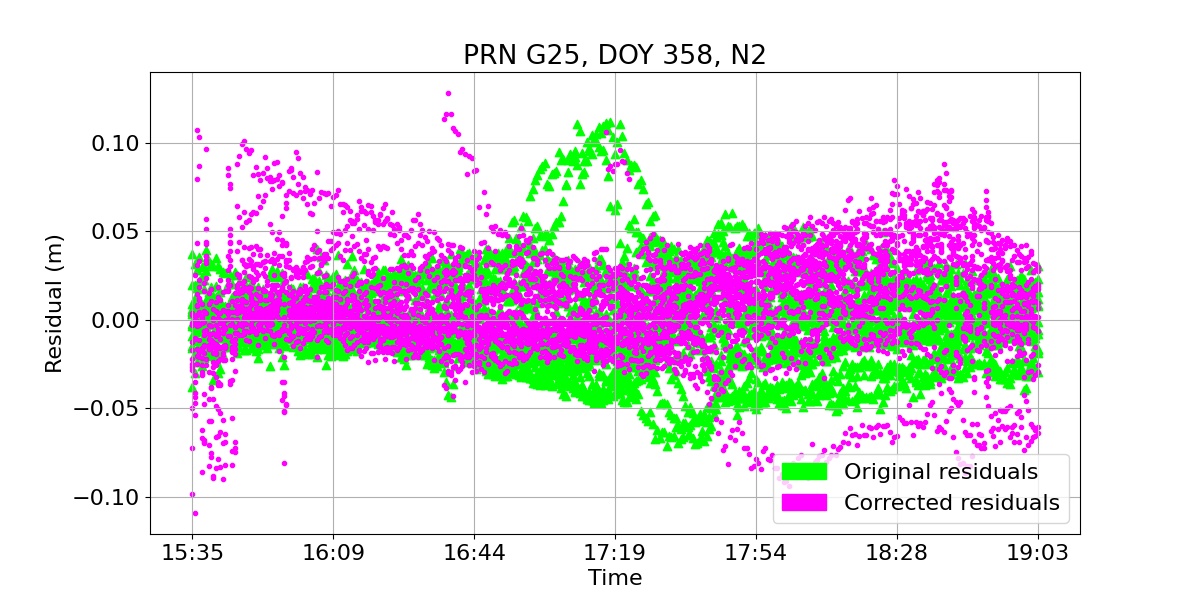 PRN G25, DOY 358, N2
Residual (m)
0.10
0.05
0.00
−0.05
−0.10
Original residuals
Corrected residuals
15:35 16:09 16:44 17:19 17:54 18:28 19:03
Time